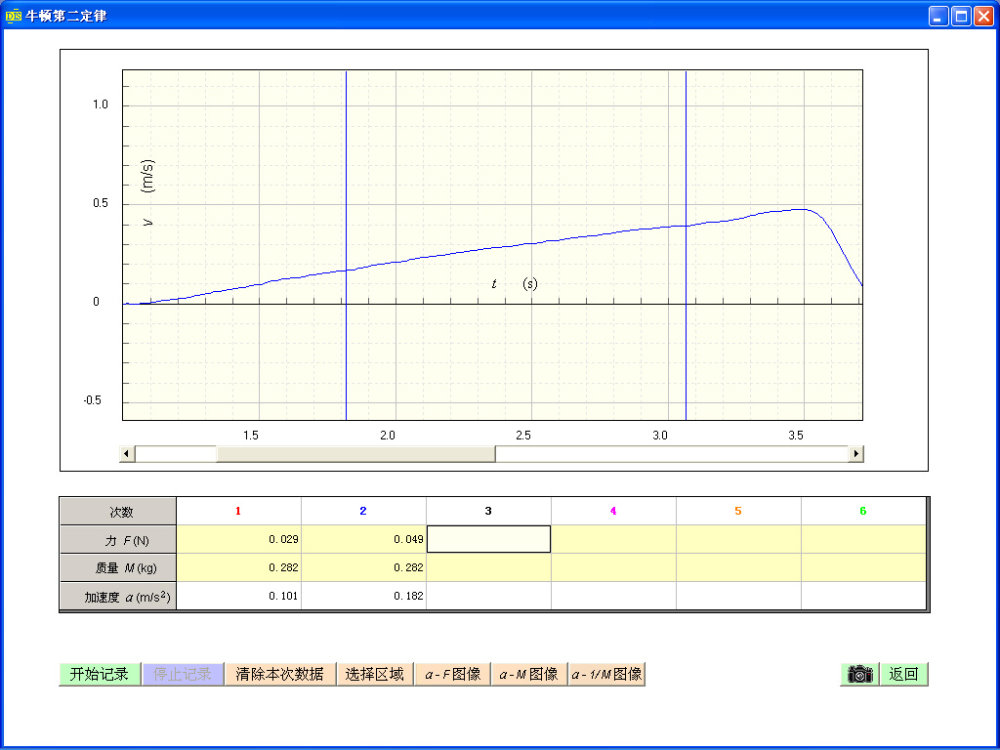 DIS 牛顿第二定律
1.0
v (m/s)
0.5
t (s)
0
-0.5
1.5 2.0 2.5 3.0 3.5
次数 1 2 3 4 5 6
力 F (N) 0.029 0.049
质量 M (kg) 0.282 0.282
加速度 a (m/s²) 0.101 0.182
开始记录 停止记录 清除本次数据 选择区域 a - F 图像 a - M 图像 a - 1/M 图像 返回